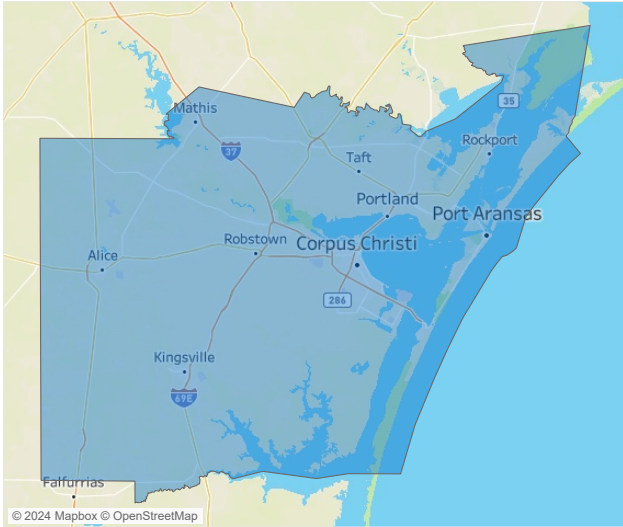 Mathis
35
37
Rockport
Taft
Portland
Port Aransas
Robstown
Corpus Christi
Alice
286
Kingsville
69E
Falfurrias
© 2024 Mapbox © OpenStreetMap